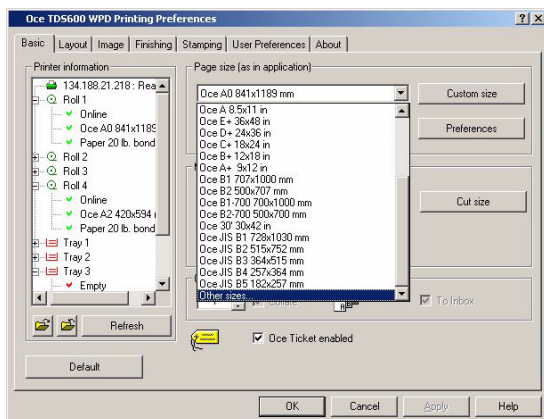 Oce TDS600 WPD Printing Preferences
Basic
Layout
Image
Finishing
Stamping
User Preferences
About
Printer information
134.188.21.218 : Rea
Roll 1
Online
Oce A0 841x1189
Paper 20 lb. bond
Roll 2
Roll 3
Roll 4
Online
Oce A2 420x594
Paper 20 lb. bond
Tray 1
Tray 2
Tray 3
Empty
Refresh
Default
Page size (as in application)
Oce A0 841x1189 mm
Custom size
Preferences
Oce A 8.5x11 in
Oce E+ 36x48 in
Oce D+ 24x36 in
Oce C+ 18x24 in
Oce B+ 12x18 in
Oce A+ 9x12 in
Oce B1 707x1000 mm
Oce B2 500x707 mm
Oce B1-700 700x1000 mm
Oce B2-700 500x700 mm
Oce 30' 30x42 in
Oce JIS B1 728x1030 mm
Oce JIS B2 515x752 mm
Oce JIS B3 364x515 mm
Oce JIS B4 257x364 mm
Oce JIS B5 182x257 mm
Other sizes...
Cut size
Collate
To Inbox
Oce Ticket enabled
OK
Cancel
Apply
Help